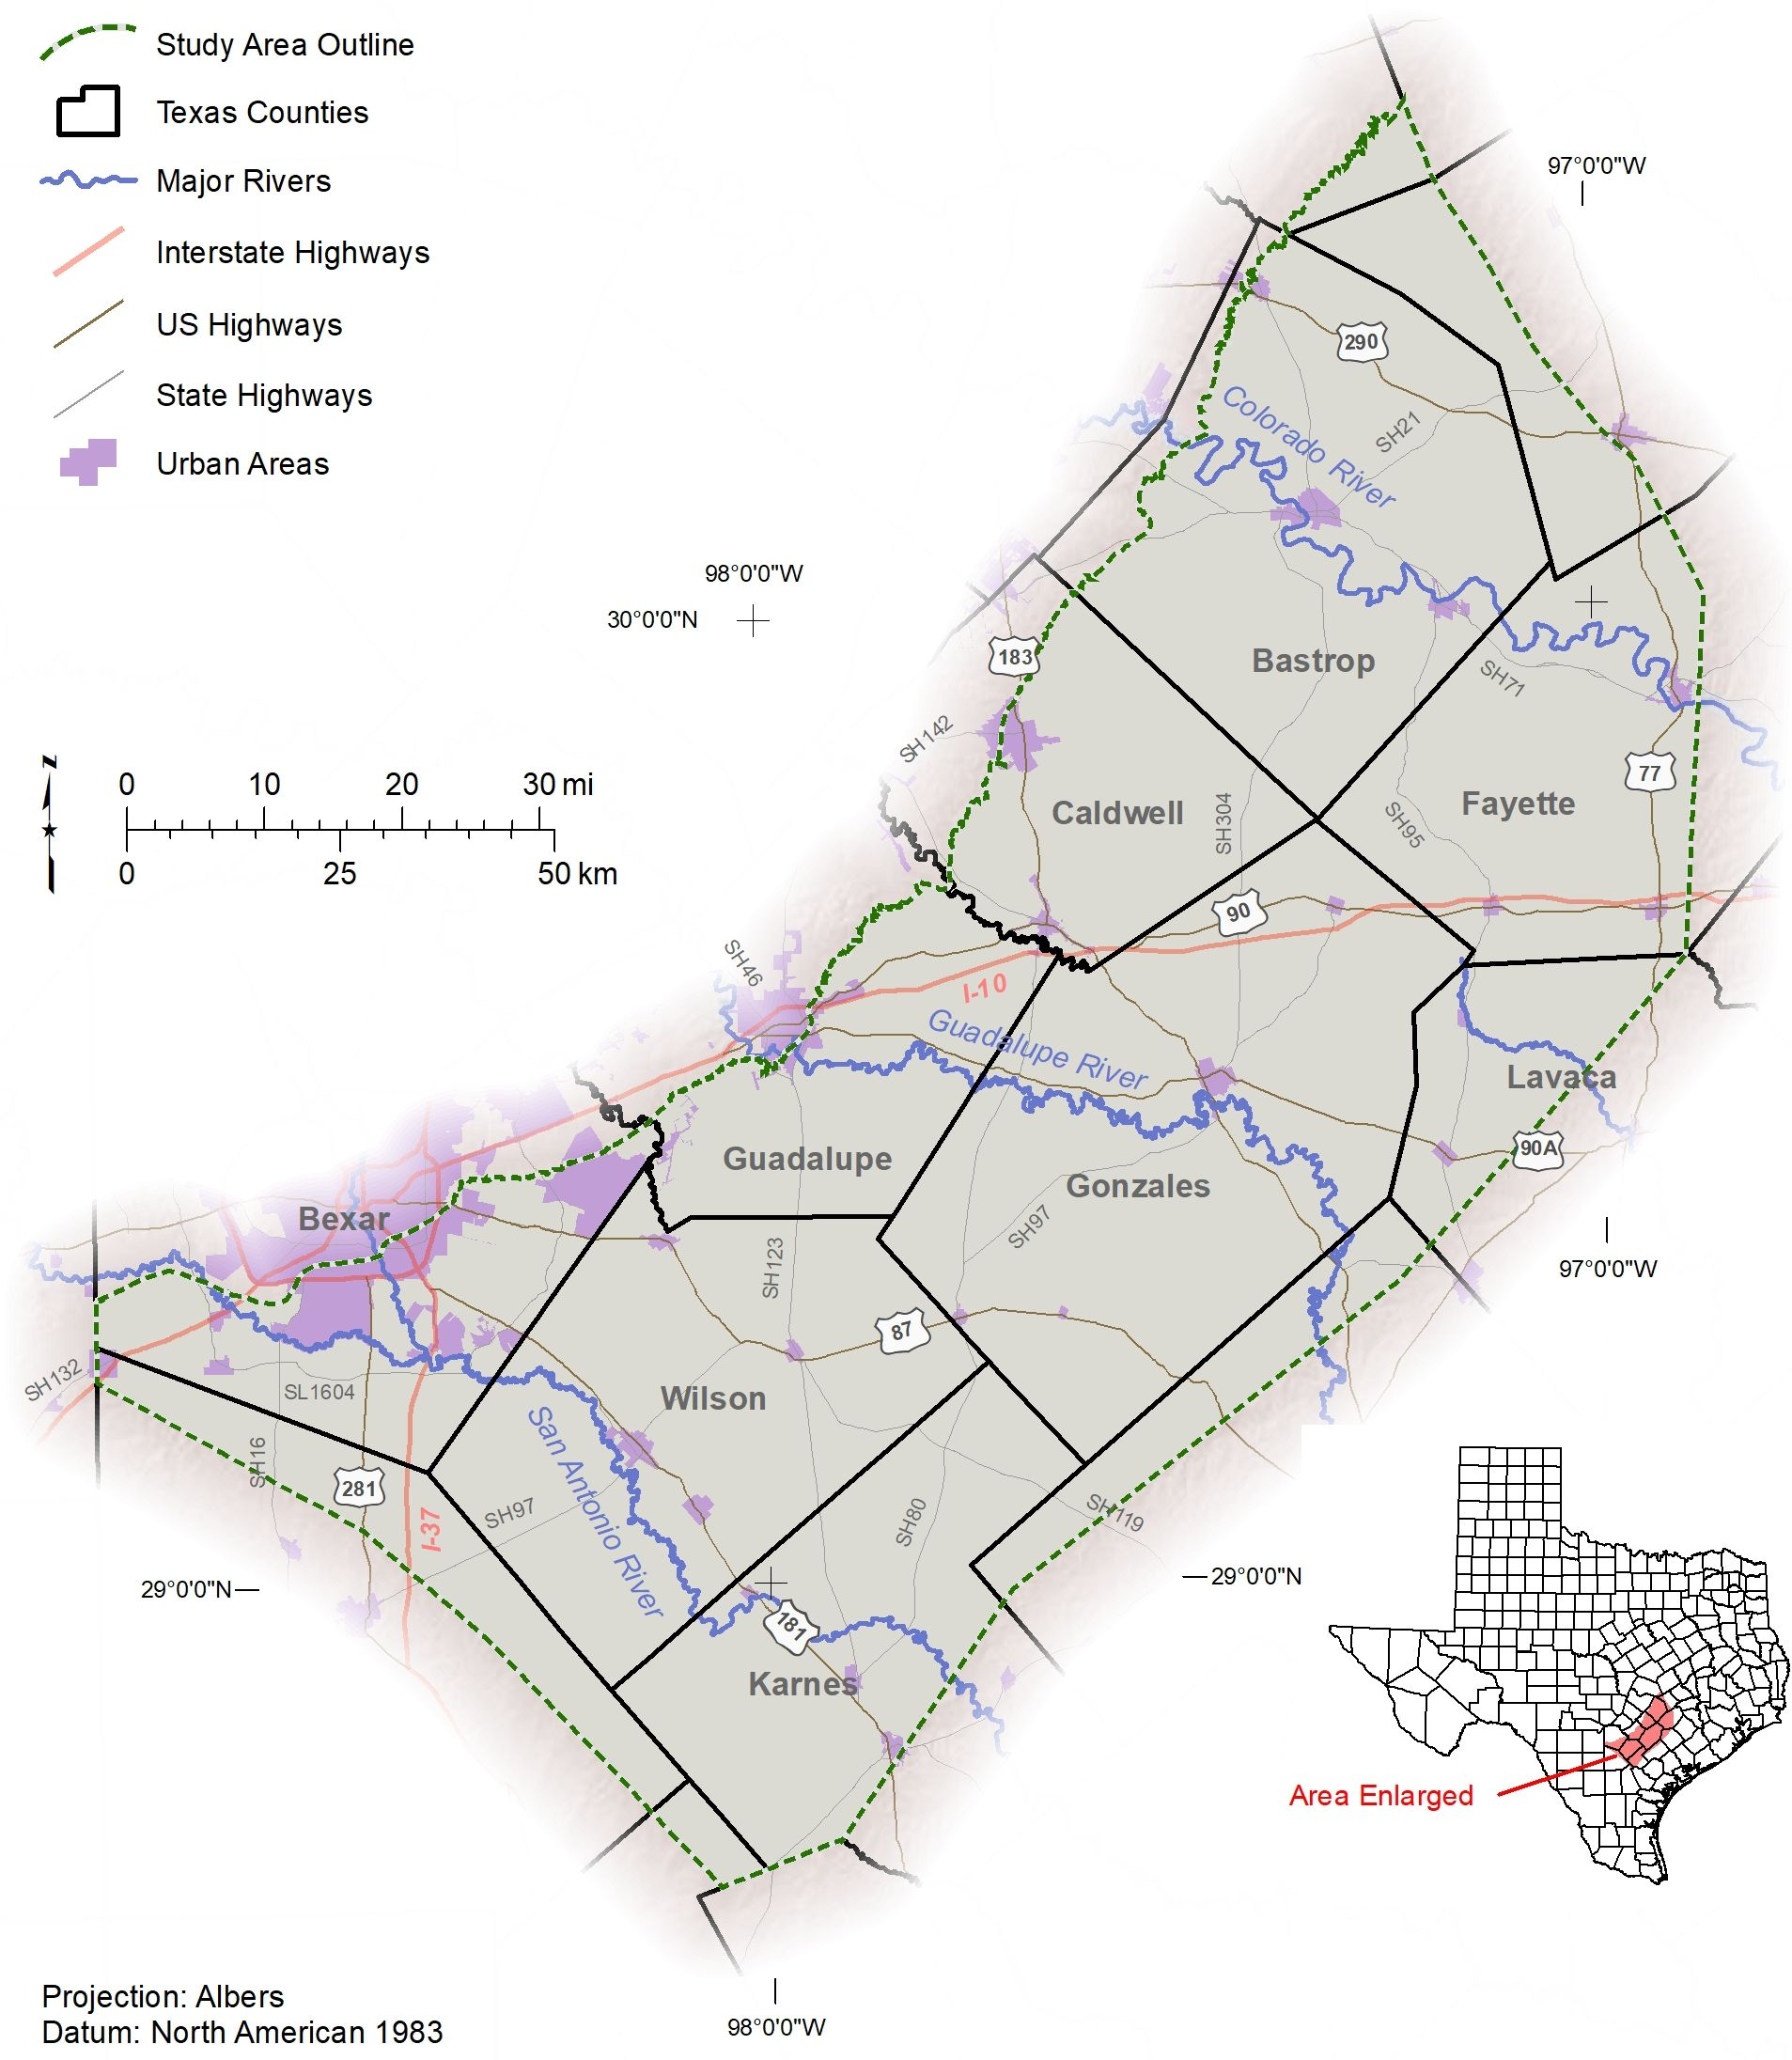 Study Area Outline
Texas Counties
Major Rivers
Interstate Highways
US Highways
State Highways
Urban Areas
97°0'0"W
290
Colorado River
SH21
98°0'0"W
30°0'0"N
183
Bastrop
SH71
SH142
77
N
0 10 20 30 mi
0 25 50 km
Caldwell
SH304
SH95
Fayette
90
SH46
I-10
Guadalupe River
Lavaca
90A
Guadalupe
Gonzales
SH97
Bexar
SH123
97°0'0"W
87
SH132
SL1604
Wilson
San Antonio River
SH16
281
I-37
SH97
SH80
SH119
29°0'0"N
29°0'0"N
181
Karnes
Area Enlarged
Projection: Albers
Datum: North American 1983
98°0'0"W